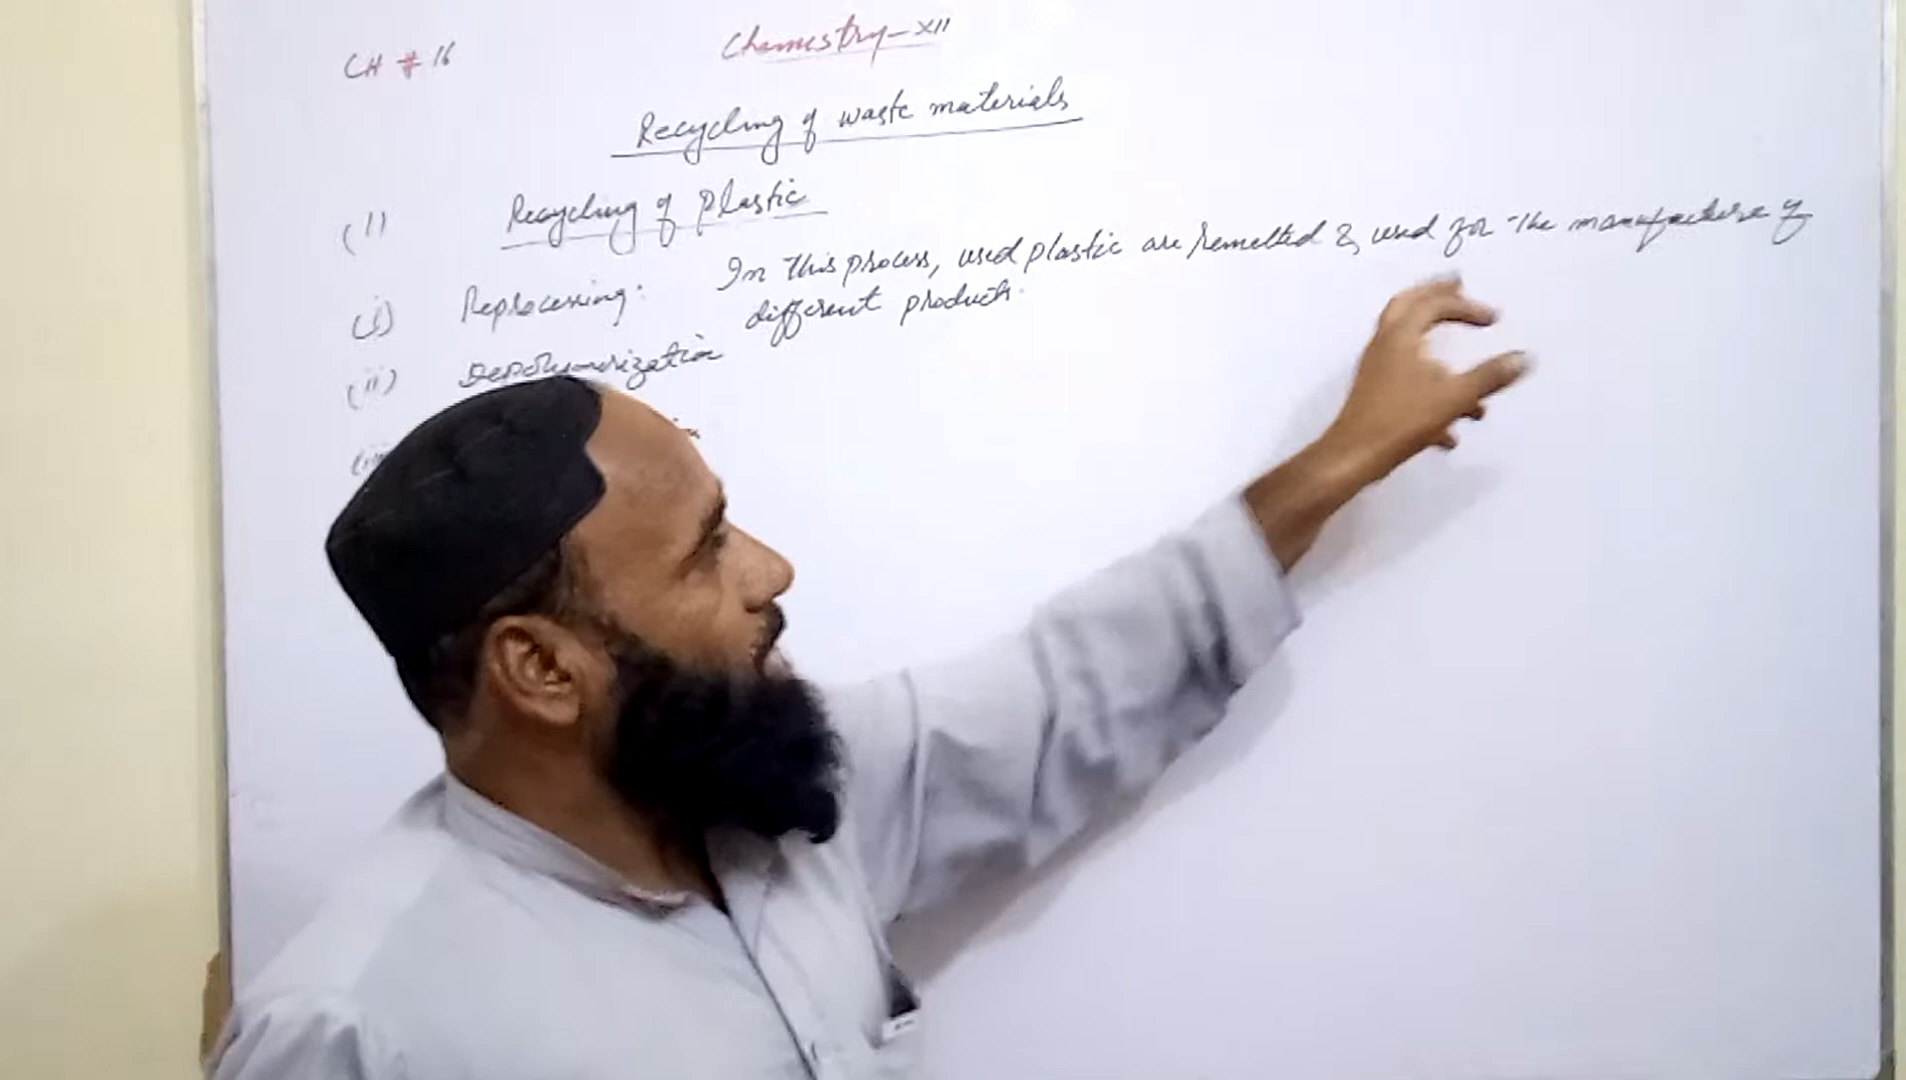 CH # 16
Chemistry-XII
Recycling of waste materials
(1) Recycling of plastic
(i) Reprocessing: In this process, used plastic are remelted & used for the manufacture of
different products.
(ii) Depolymerization